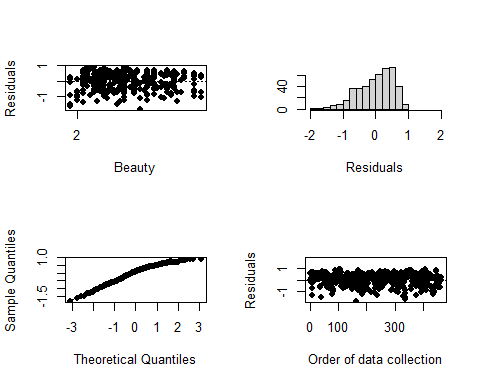 Residuals
-1 1
2
Beauty
0 40
-2 -1 0 1 2
Residuals
Sample Quantiles
-1.5 1.0
-3 -1 0 1 2 3
Theoretical Quantiles
Residuals
-1 1
0 100 300
Order of data collection